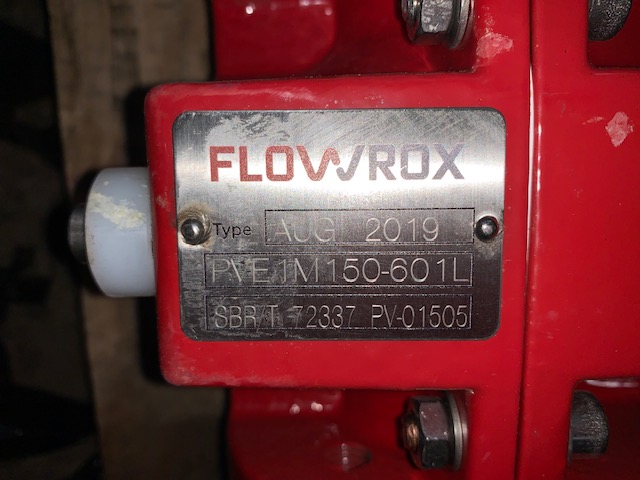 FLOWROX
Type AUG 2019
PVE1M150-601L
SBR/T 72337 PV-01505